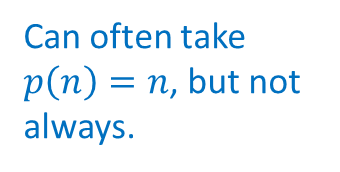 Can often take
p(n) = n, but not
always.